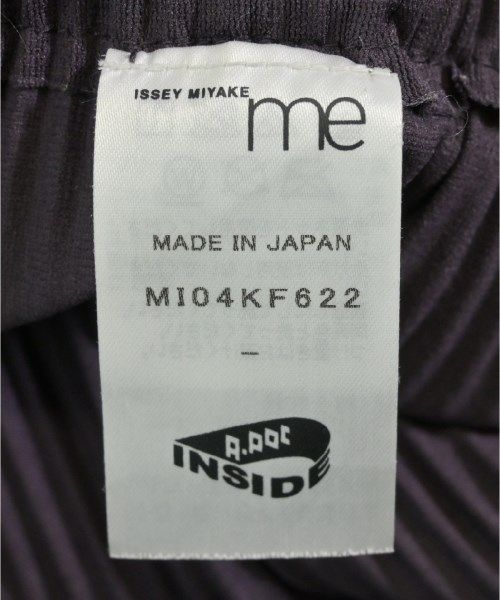 ISSEY MIYAKE me
MADE IN JAPAN
MI04KF622
–
A-POC
INSIDE